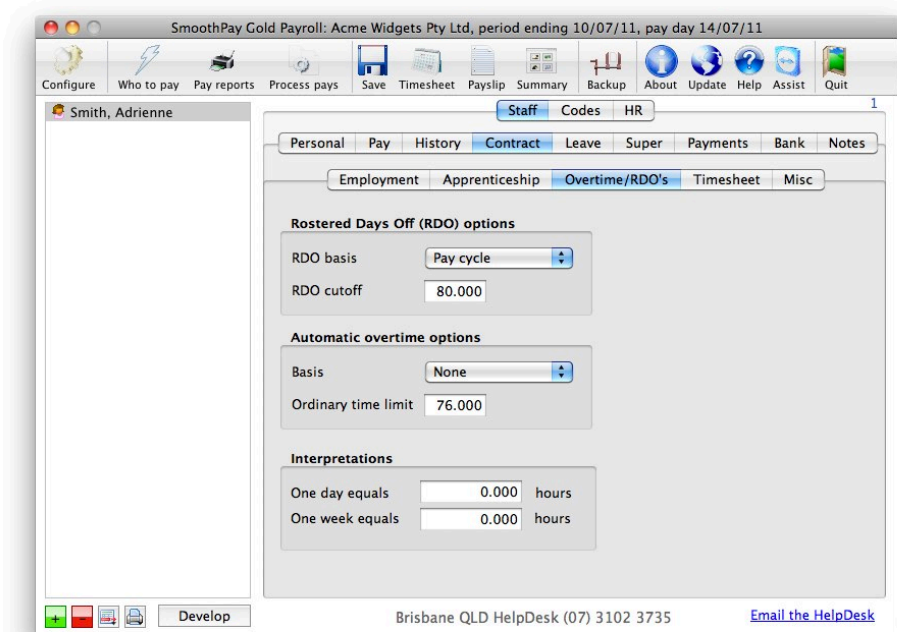 SmoothPay Gold Payroll: Acme Widgets Pty Ltd, period ending 10/07/11, pay day 14/07/11
Configure Who to pay Pay reports Process pays Save Timesheet Payslip Summary Backup About Update Help Assist Quit
Smith, Adrienne
Staff Codes HR 1
Personal Pay History Contract Leave Super Payments Bank Notes
Employment Apprenticeship Overtime/RDO's Timesheet Misc
Rostered Days Off (RDO) options
RDO basis Pay cycle
RDO cutoff 80.000
Automatic overtime options
Basis None
Ordinary time limit 76.000
Interpretations
One day equals 0.000 hours
One week equals 0.000 hours
Develop Brisbane QLD HelpDesk (07) 3102 3735 Email the HelpDesk